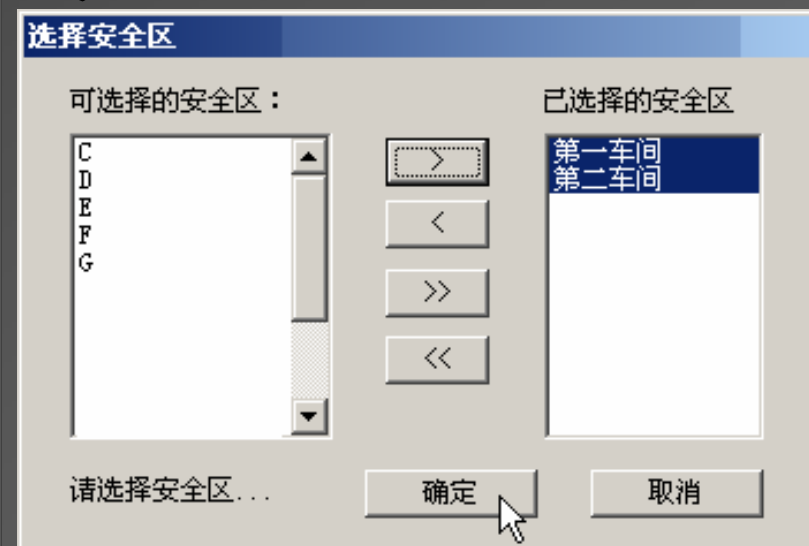 选择安全区
可选择的安全区：
已选择的安全区
C
D
E
F
G
>
<
>>
<<
第一车间
第二车间
请选择安全区...
确定
取消